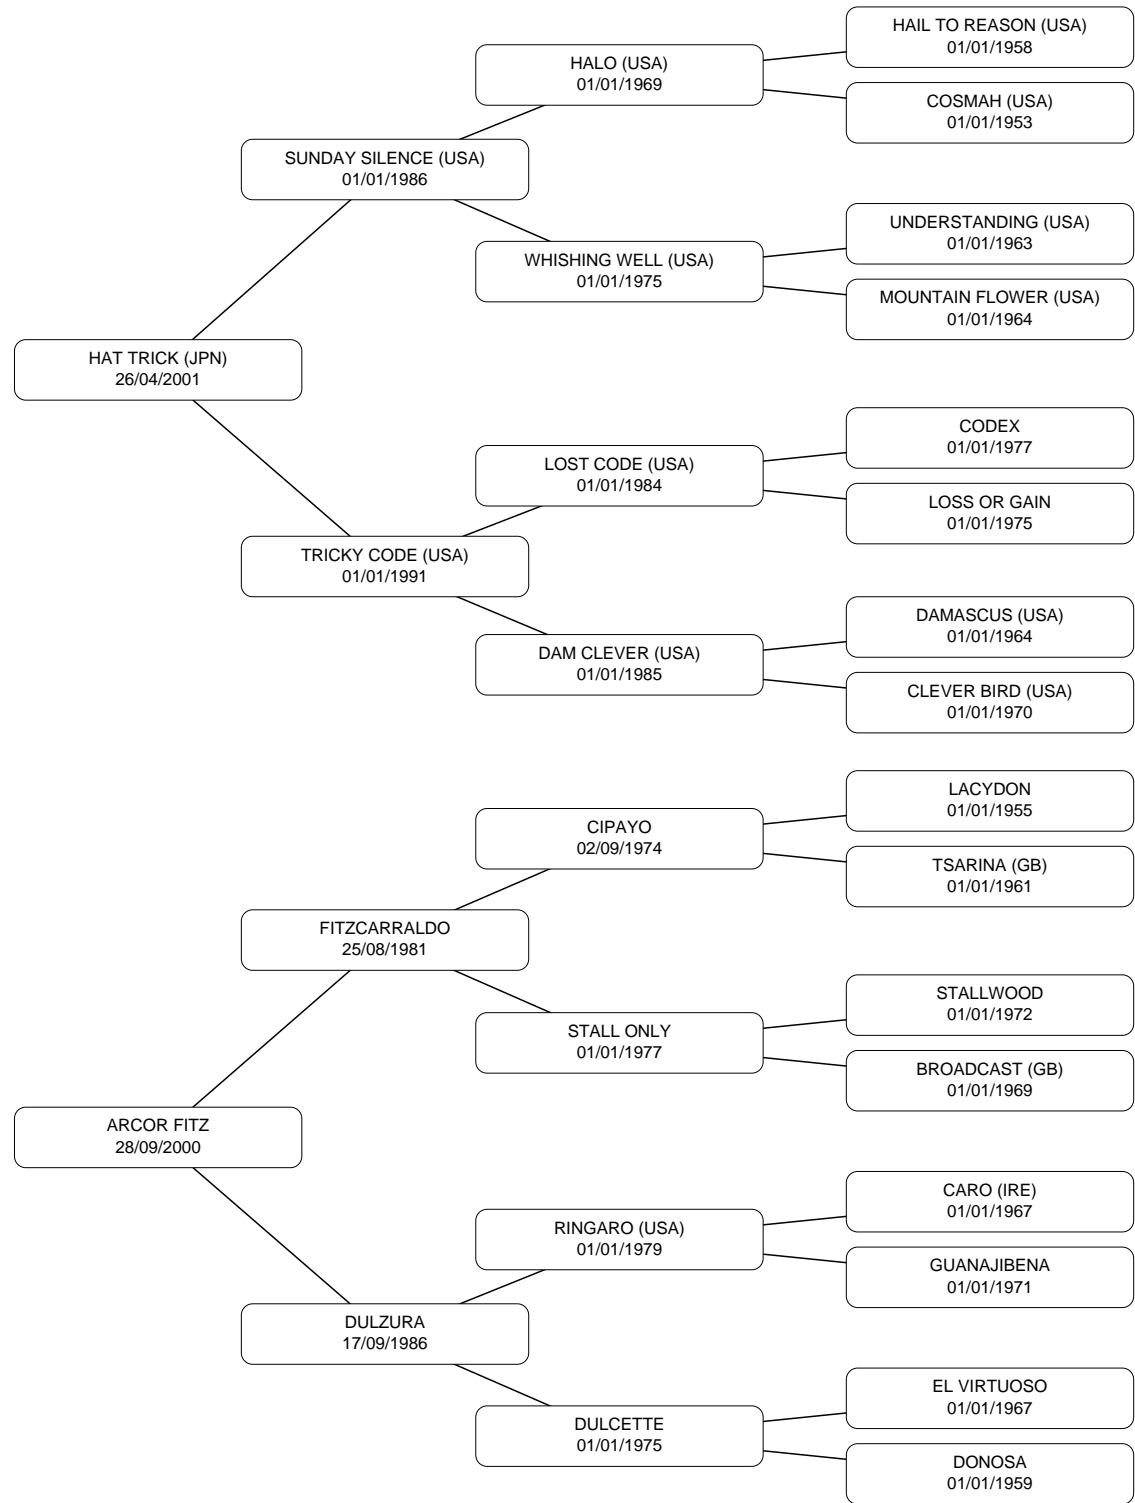 HAIL TO REASON (USA)
01/01/1958
HALO (USA)
01/01/1969
COSMAH (USA)
01/01/1953
SUNDAY SILENCE (USA)
01/01/1986
UNDERSTANDING (USA)
01/01/1963
WHISHING WELL (USA)
01/01/1975
MOUNTAIN FLOWER (USA)
01/01/1964
HAT TRICK (JPN)
26/04/2001
CODEX
01/01/1977
LOST CODE (USA)
01/01/1984
LOSS OR GAIN
01/01/1975
TRICKY CODE (USA)
01/01/1991
DAMASCUS (USA)
01/01/1964
DAM CLEVER (USA)
01/01/1985
CLEVER BIRD (USA)
01/01/1970
LACYDON
01/01/1955
CIPAYO
02/09/1974
TSARINA (GB)
01/01/1961
FITZCARRALDO
25/08/1981
STALLWOOD
01/01/1972
STALL ONLY
01/01/1977
BROADCAST (GB)
01/01/1969
ARCOR FITZ
28/09/2000
CARO (IRE)
01/01/1967
RINGARO (USA)
01/01/1979
GUANAJIBENA
01/01/1971
DULZURA
17/09/1986
EL VIRTUOSO
01/01/1967
DULCETTE
01/01/1975
DONOSA
01/01/1959